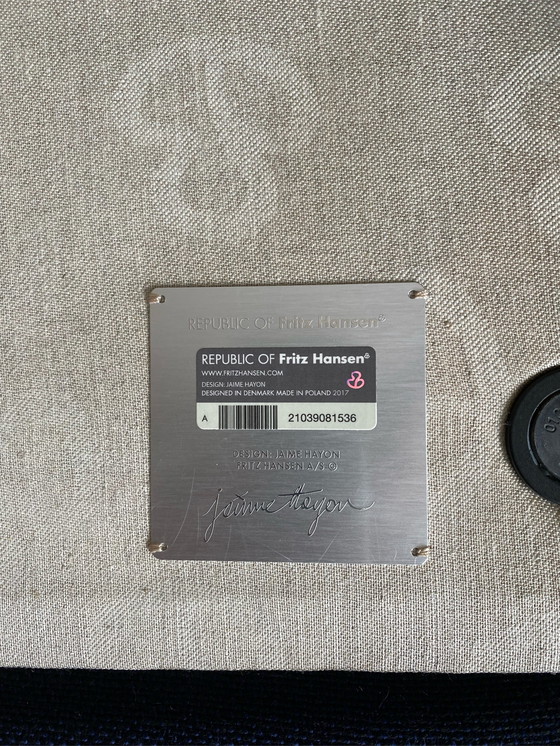 REPUBLIC OF Fritz Hansen®
REPUBLIC OF Fritz Hansen®
WWW.FRITZHANSEN.COM
DESIGN: JAIME HAYON
DESIGNED IN DENMARK MADE IN POLAND 2017
A 21039081536
DESIGN: JAIME HAYON
FRITZ HANSEN A/S ©
Jaime Hayon